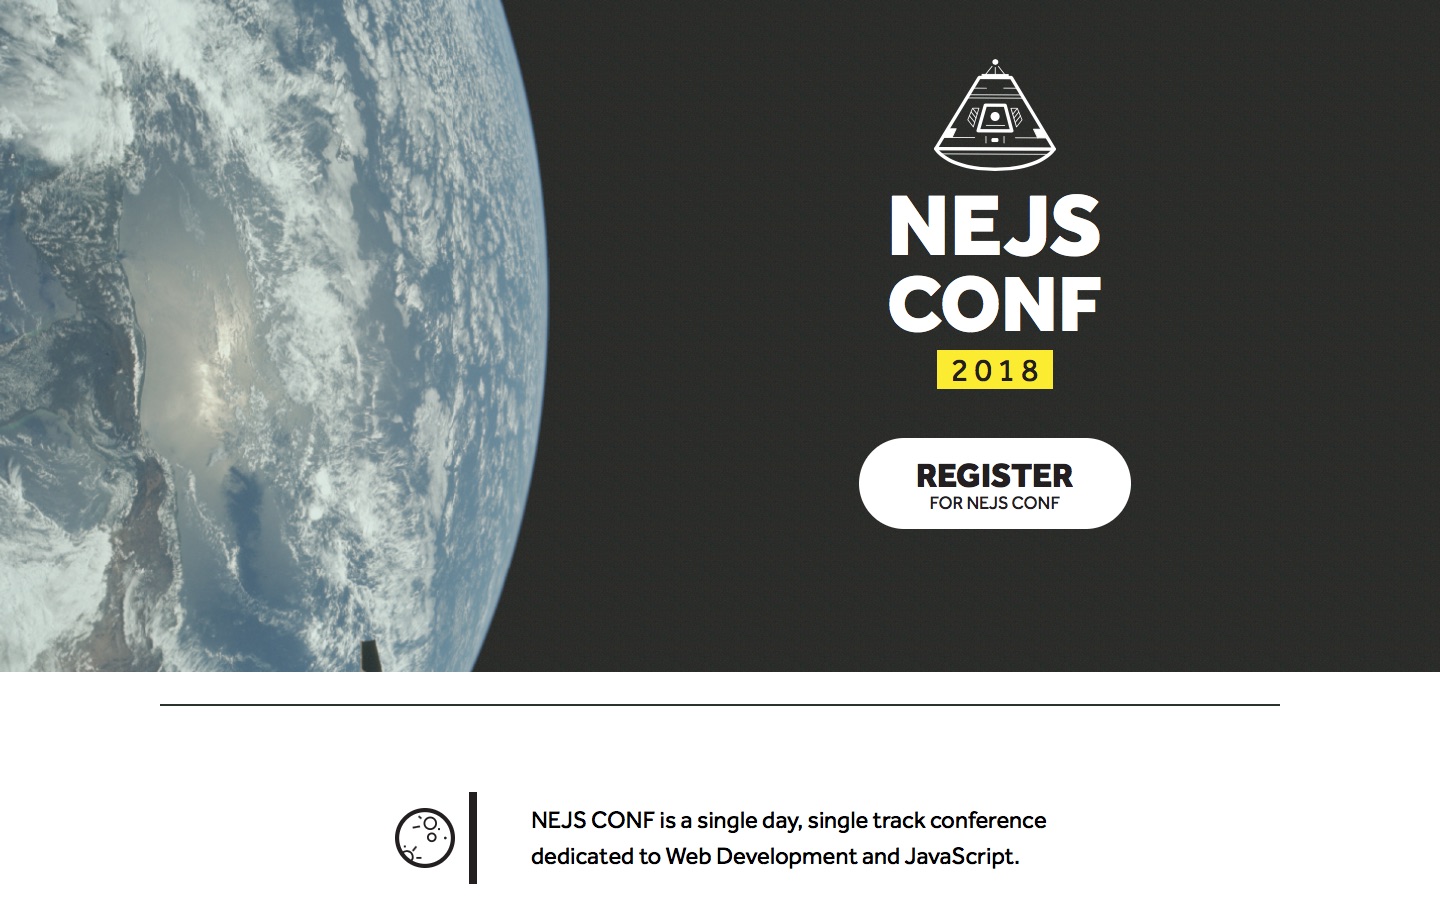 NEJS
CONF
2018
REGISTER
FOR NEJS CONF
NEJS CONF is a single day, single track conference
dedicated to Web Development and JavaScript.